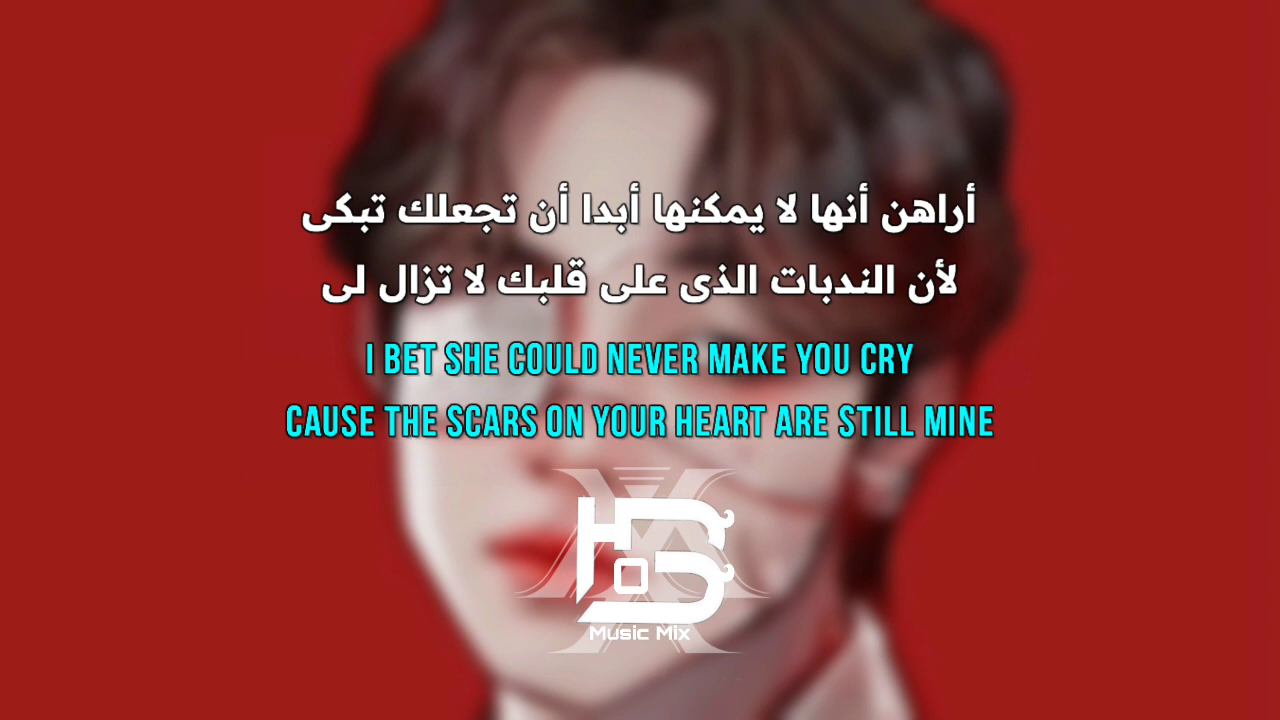 أراهن أنها لا يمكنها أبدا أن تجعلك تبكى
لأن الندبات الذى على قلبك لا تزال لى
I BET SHE COULD NEVER MAKE YOU CRY
CAUSE THE SCARS ON YOUR HEART ARE STILL MINE
Music Mix